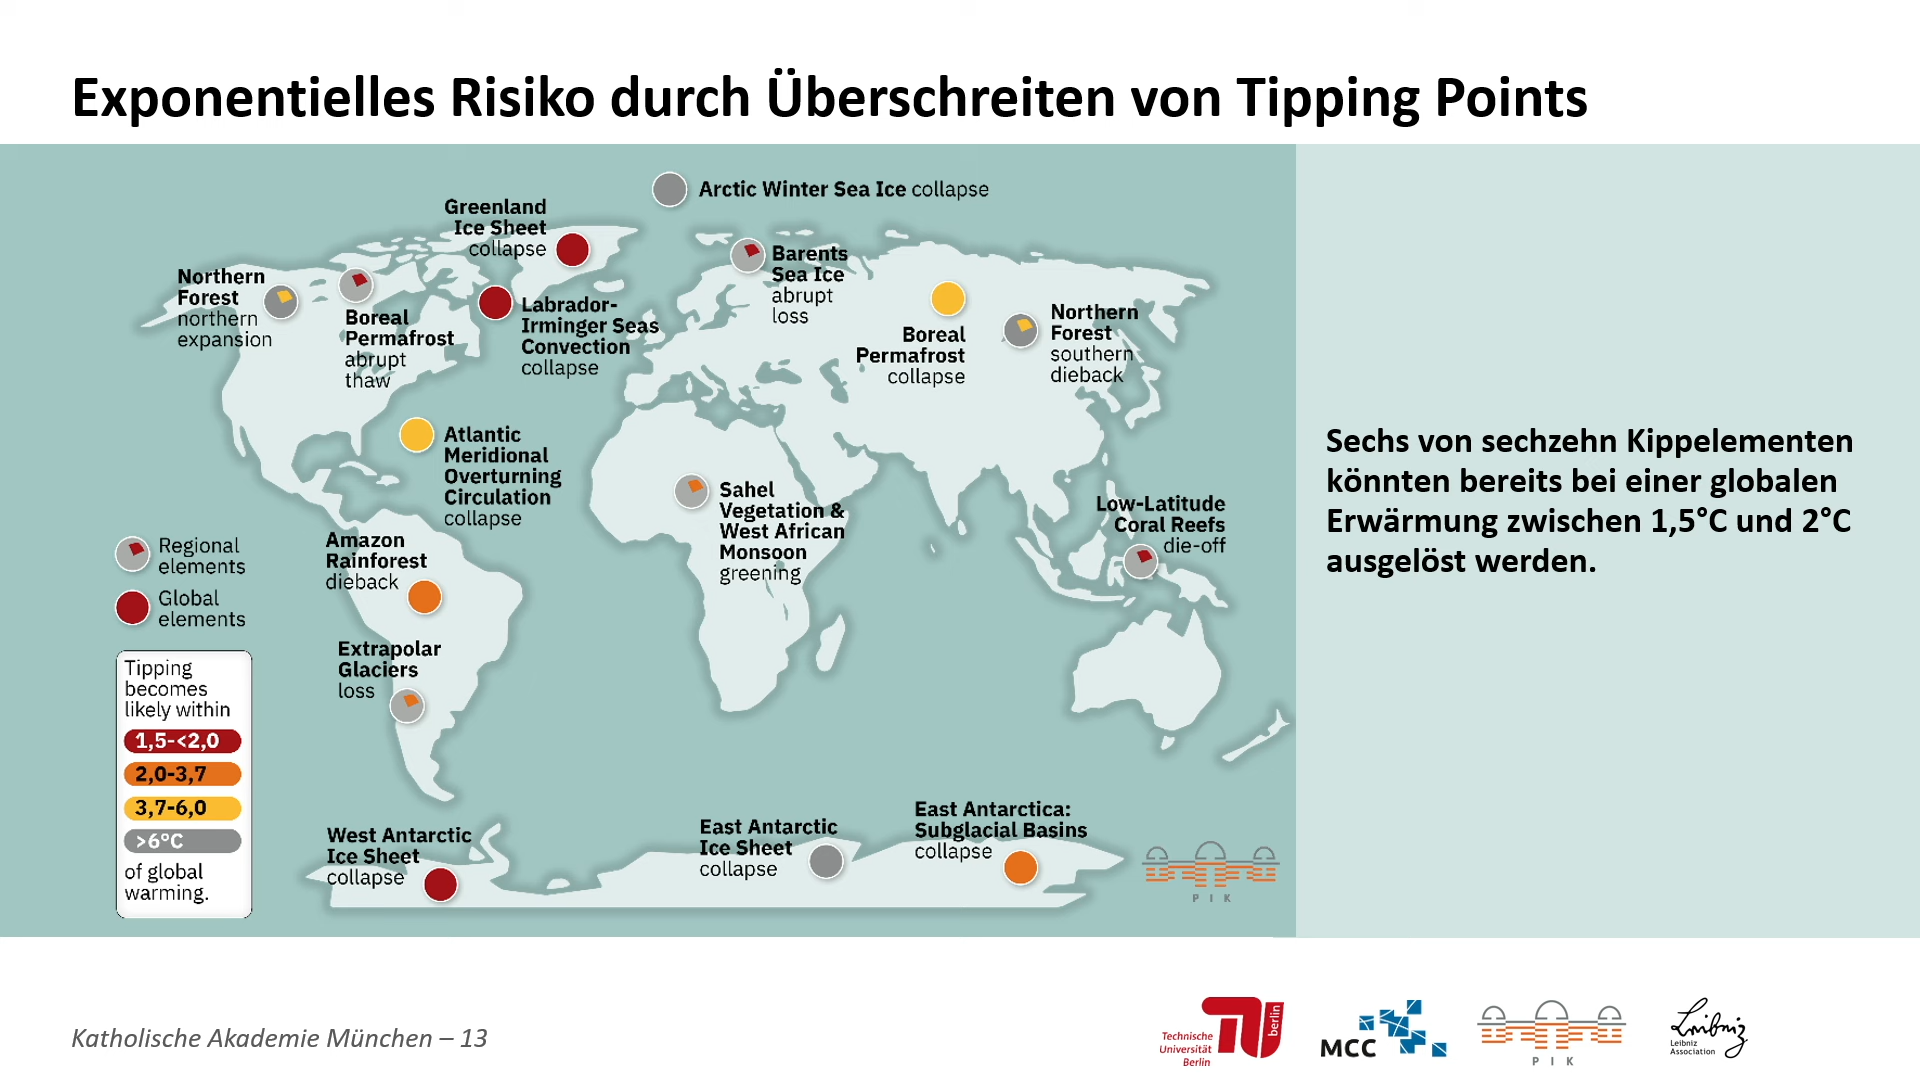 Exponentielles Risiko durch Überschreiten von Tipping Points
Arctic Winter Sea Ice collapse
Greenland
Ice Sheet
collapse
Barents
Sea Ice
abrupt
loss
Northern
Forest
northern
expansion
Boreal
Permafrost
abrupt
thaw
Labrador-
Irminger Seas
Convection
collapse
Boreal
Permafrost
collapse
Northern
Forest
southern
dieback
Atlantic
Meridional
Overturning
Circulation
collapse
Sahel
Vegetation &
West African
Monsoon
greening
Low-Latitude
Coral Reefs
die-off
Amazon
Rainforest
dieback
Extrapolar
Glaciers
loss
Regional
elements
Global
elements
Tipping
becomes
likely within
1,5-<2,0
2,0-3,7
3,7-6,0
>6°C
of global
warming.
West Antarctic
Ice Sheet
collapse
East Antarctic
Ice Sheet
collapse
East Antarctica:
Subglacial Basins
collapse
PIK
Sechs von sechzehn Kippelementen
könnten bereits bei einer globalen
Erwärmung zwischen 1,5°C und 2°C
ausgelöst werden.
Katholische Akademie München – 13
Technische
Universität
Berlin
berlin
MCC
PIK
Leibniz
Leibniz
Association